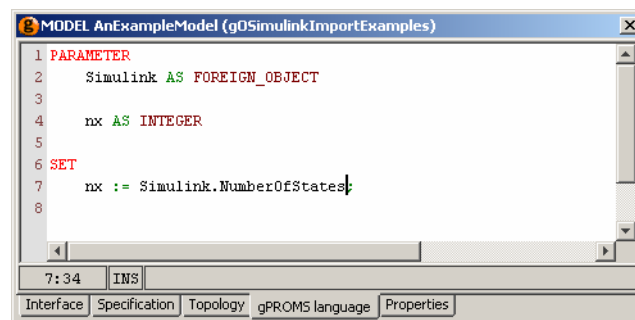 MODEL AnExampleModel (gOSimulinkImportExamples)
1 PARAMETER
2 Simulink AS FOREIGN_OBJECT
3
4 nx AS INTEGER
5
6 SET
7 nx := Simulink.NumberOfStates;
8
7:34 INS
Interface Specification Topology gPROMS language Properties